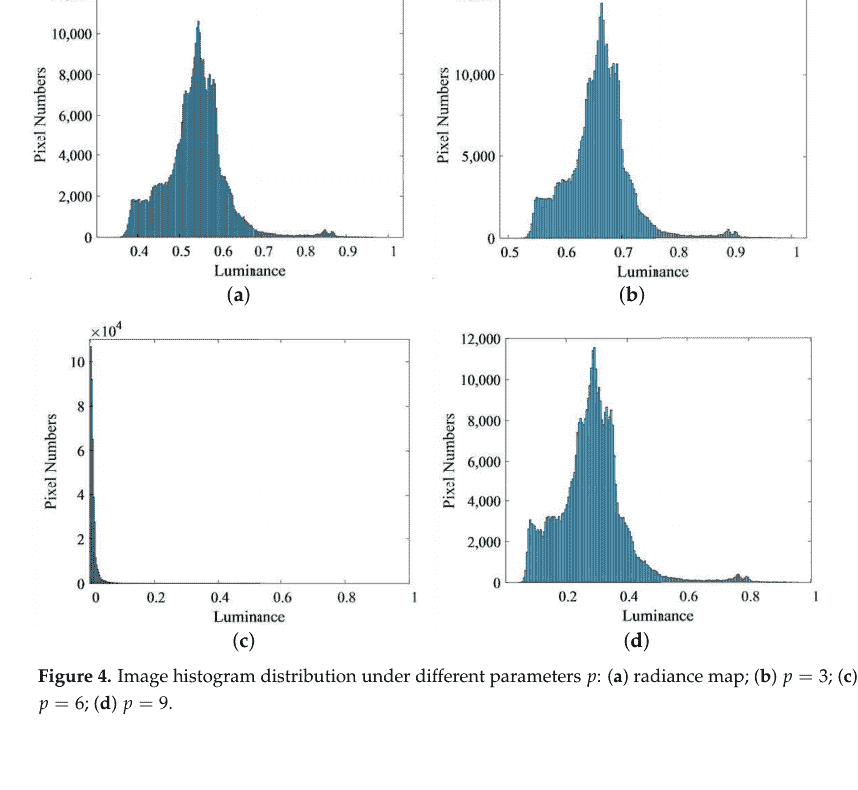 10,000
8,000
6,000
4,000
2,000
0
Pixel Numbers
0.4 0.5 0.6 0.7 0.8 0.9 1
Luminance
(a)
10,000
5,000
0
Pixel Numbers
0.5 0.6 0.7 0.8 0.9 1
Luminance
(b)
×10⁴
10
8
6
4
2
0
Pixel Numbers
0 0.2 0.4 0.6 0.8 1
Luminance
(c)
12,000
10,000
8,000
6,000
4,000
2,000
0
Pixel Numbers
0.2 0.4 0.6 0.8 1
Luminance
(d)
Figure 4. Image histogram distribution under different parameters p: (a) radiance map; (b) p = 3; (c)
p = 6; (d) p = 9.